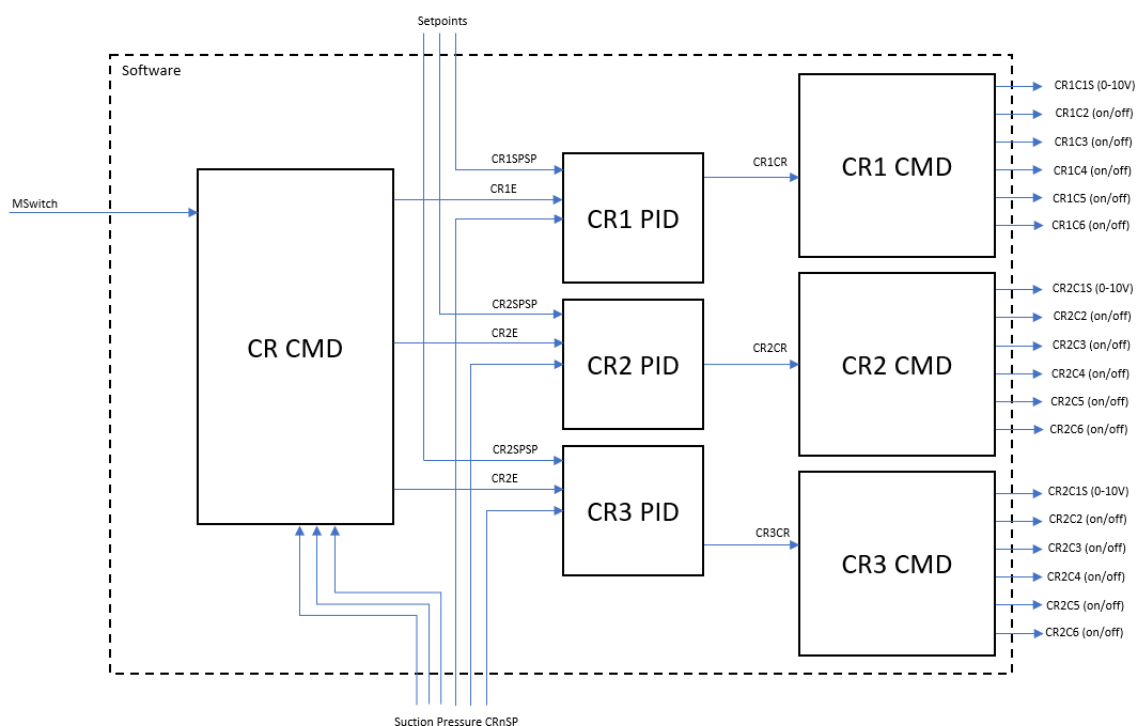 Setpoints
Software
MSwitch
CR CMD
CR1SPSP
CR1E
CR1 PID
CR1CR
CR1 CMD
CR1C1S (0-10V)
CR1C2 (on/off)
CR1C3 (on/off)
CR1C4 (on/off)
CR1C5 (on/off)
CR1C6 (on/off)
CR2SPSP
CR2E
CR2 PID
CR2CR
CR2 CMD
CR2C1S (0-10V)
CR2C2 (on/off)
CR2C3 (on/off)
CR2C4 (on/off)
CR2C5 (on/off)
CR2C6 (on/off)
CR2SPSP
CR2E
CR3 PID
CR3CR
CR3 CMD
CR2C1S (0-10V)
CR2C2 (on/off)
CR2C3 (on/off)
CR2C4 (on/off)
CR2C5 (on/off)
CR2C6 (on/off)
Suction Pressure CRnSP